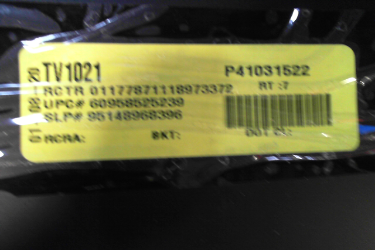 TV1021 P41031522
RCTR 01177871118973372 RT :7
UPC# 60958525239
SLP# 95148968396
RCRA: BKT: